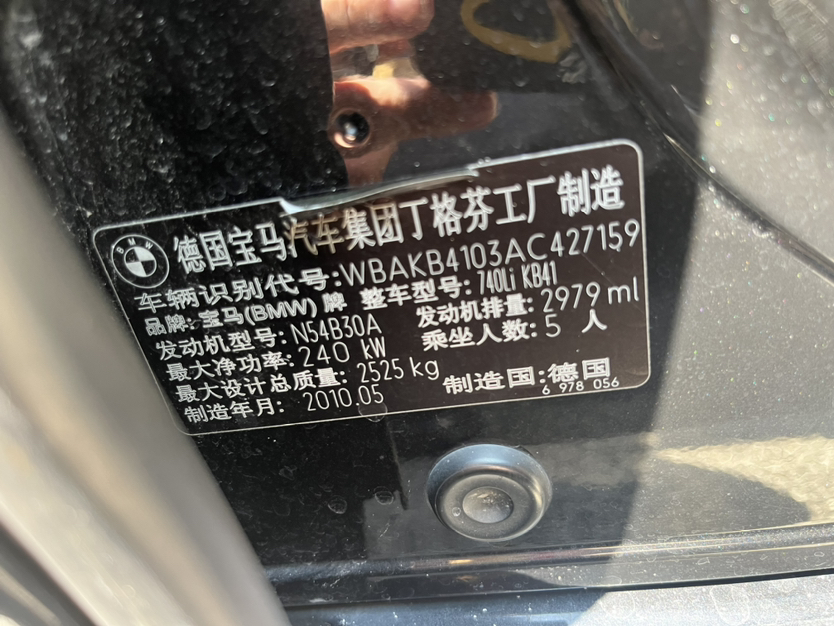 BMW
德国宝马汽车集团丁格芬工厂制造
车辆识别代号:WBAKB4103AC427159
品牌:宝马(BMW)牌 整车型号:740Li KB41
发动机型号:N54B30A 发动机排量:2979 ml
最大净功率:240 kW 乘坐人数:5 人
最大设计总质量:2525 kg
制造年月:2010.05 制造国:德国
6 978 056